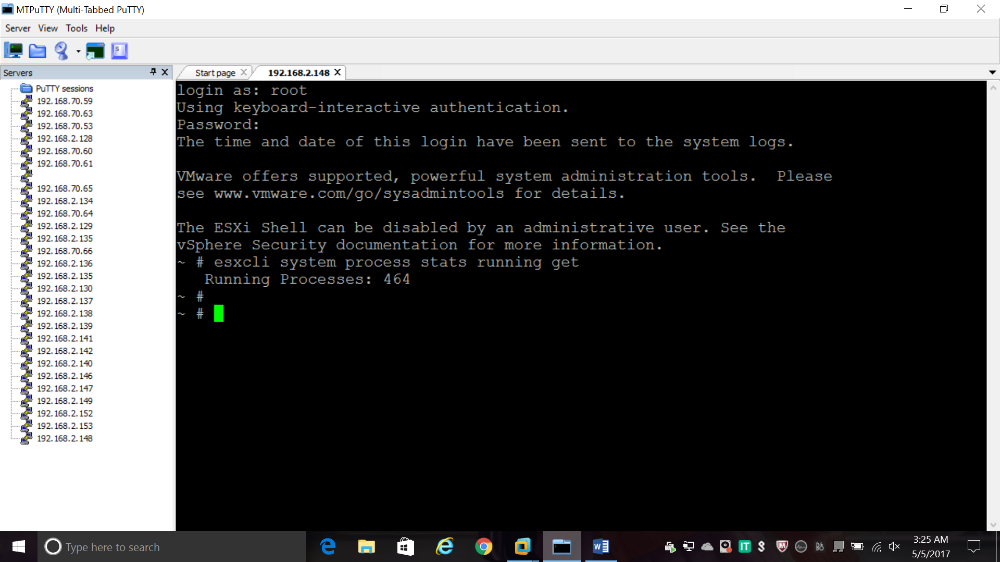 MTPuTTY (Multi-Tabbed PuTTY)
Server View Tools Help
Servers
PuTTY sessions
192.168.70.59
192.168.70.63
192.168.70.53
192.168.2.128
192.168.70.60
192.168.70.61
192.168.70.65
192.168.2.134
192.168.70.64
192.168.2.129
192.168.2.135
192.168.70.66
192.168.2.136
192.168.2.135
192.168.2.130
192.168.2.137
192.168.2.138
192.168.2.139
192.168.2.141
192.168.2.142
192.168.2.140
192.168.2.146
192.168.2.147
192.168.2.149
192.168.2.152
192.168.2.153
192.168.2.148
Start page 192.168.2.148
login as: root
Using keyboard-interactive authentication.
Password:
The time and date of this login have been sent to the system logs.
VMware offers supported, powerful system administration tools.  Please
see www.vmware.com/go/sysadmintools for details.
The ESXi Shell can be disabled by an administrative user. See the
vSphere Security documentation for more information.
~ # esxcli system process stats running get
Running Processes: 464
~ #
~ #
Type here to search
IT
3:25 AM
5/5/2017